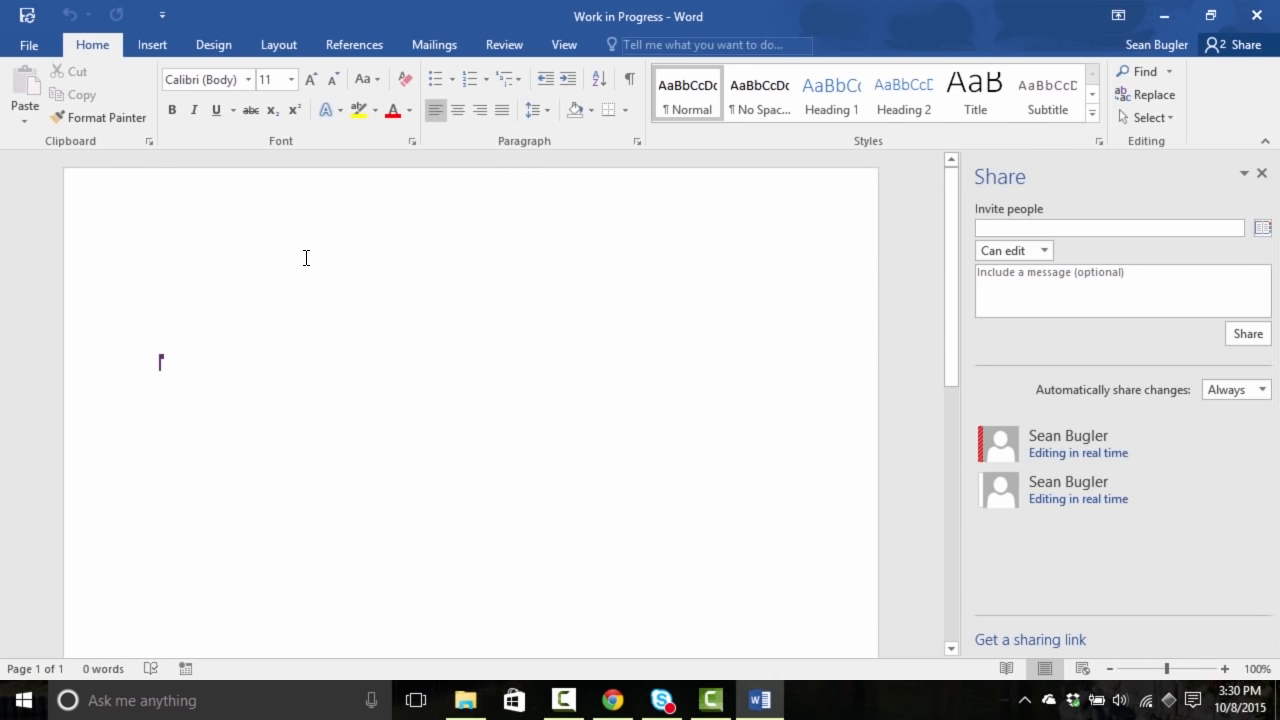 Work in Progress - Word
File Home Insert Design Layout References Mailings Review View Tell me what you want to do... Sean Bugler 2 Share
Paste
Cut
Copy
Format Painter
Clipboard
Calibri (Body) 11 Aa
B I U abc x₂ x² A ab A
Font
A Z
Paragraph
AaBbCcDc AaBbCcDc AaBbCc AaBbCcD AaB AaBbCcD
¶ Normal ¶ No Spac... Heading 1 Heading 2 Title Subtitle
Styles
Find
Replace
Select
Editing
Share
Invite people
Can edit
Include a message (optional)
Share
Automatically share changes: Always
Sean Bugler
Editing in real time
Sean Bugler
Editing in real time
Get a sharing link
Page 1 of 1 0 words 100%
Ask me anything
3:30 PM
10/8/2015